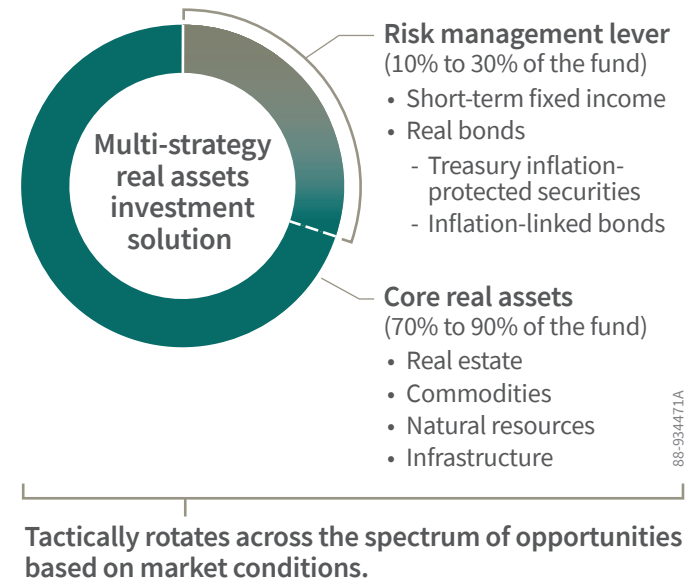 Multi-strategy
real assets
investment
solution
Risk management lever
(10% to 30% of the fund)
• Short-term fixed income
• Real bonds
- Treasury inflation-
protected securities
- Inflation-linked bonds
Core real assets
(70% to 90% of the fund)
• Real estate
• Commodities
• Natural resources
• Infrastructure
88-934471A
Tactically rotates across the spectrum of opportunities
based on market conditions.